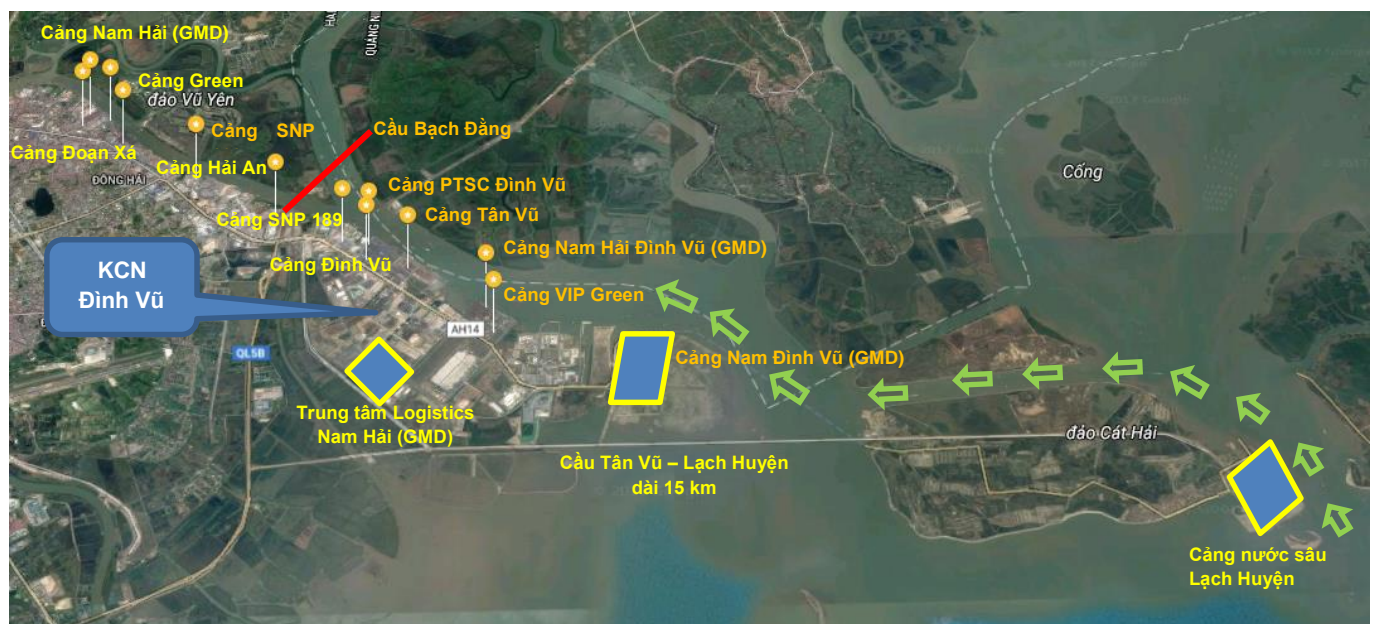 Cảng Nam Hải (GMD)
Cảng Green
đảo Vũ Yên
Cảng SNP
Cầu Bạch Đằng
Cảng Đoạn Xá
Cảng Hải An
ĐÔNG HẢI
Cảng PTSC Đình Vũ
Cảng SNP 189
Cảng Tân Vũ
Cống
KCN
Đình Vũ
Cảng Đình Vũ
Cảng Nam Hải Đình Vũ (GMD)
Cảng VIP Green
AH14
QL5B
Cảng Nam Đình Vũ (GMD)
Trung tâm Logistics
Nam Hải (GMD)
đảo Cát Hải
Cầu Tân Vũ – Lạch Huyện
dài 15 km
Cảng nước sâu
Lạch Huyện